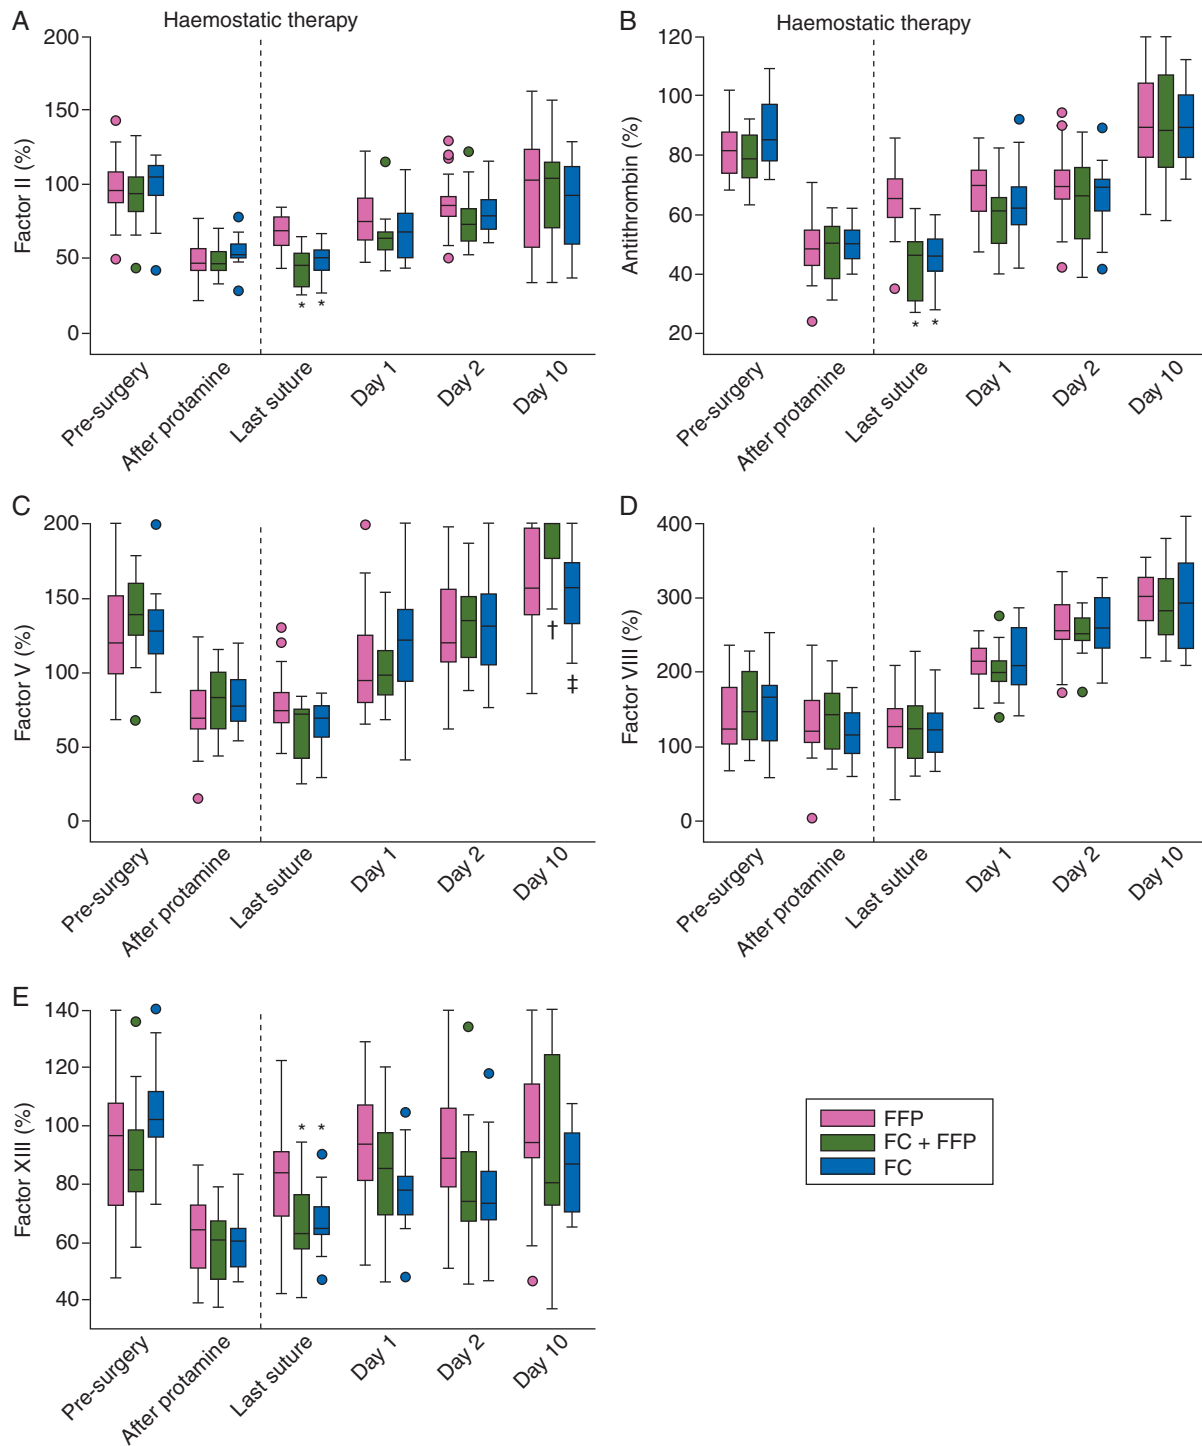 A
Haemostatic therapy
Factor II (%)
200
150
100
50
0
*
*
Pre-surgery
After protamine
Last suture
Day 1
Day 2
Day 10
B
Haemostatic therapy
Antithrombin (%)
120
100
80
60
40
20
*
*
Pre-surgery
After protamine
Last suture
Day 1
Day 2
Day 10
C
Factor V (%)
200
150
100
50
0
†
‡
Pre-surgery
After protamine
Last suture
Day 1
Day 2
Day 10
D
Factor VIII (%)
400
300
200
100
0
Pre-surgery
After protamine
Last suture
Day 1
Day 2
Day 10
E
Factor XIII (%)
140
120
100
80
60
40
*
*
Pre-surgery
After protamine
Last suture
Day 1
Day 2
Day 10
FFP
FC + FFP
FC